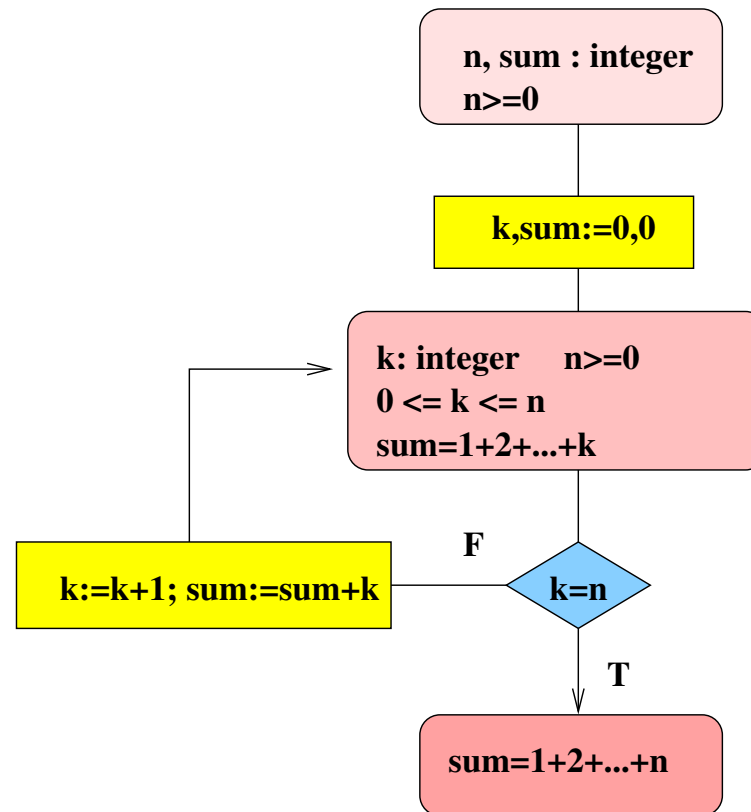 n, sum : integer
n>=0
k,sum:=0,0
k: integer n>=0
0 <= k <= n
sum=1+2+...+k
F
k:=k+1; sum:=sum+k
k=n
T
sum=1+2+...+n